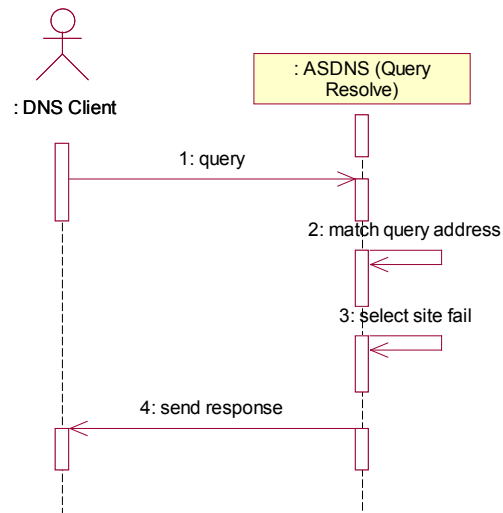 : ASDNS (Query
Resolve)
: DNS Client
1: query
2: match query address
3: select site fail
4: send response